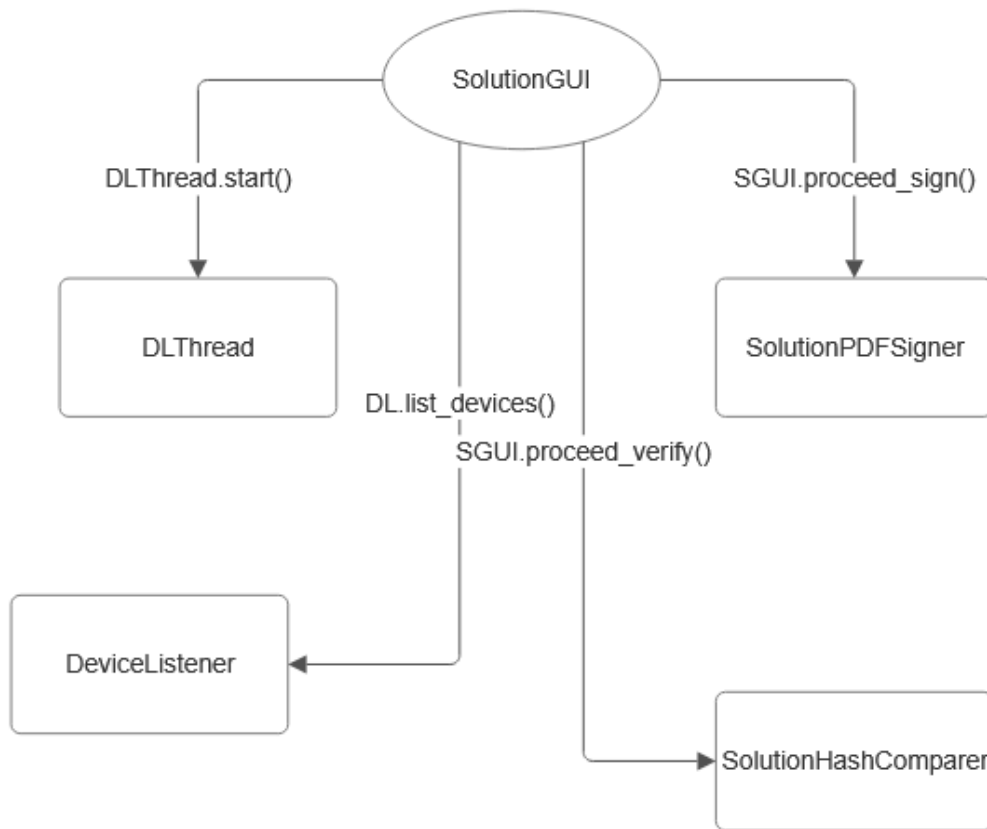 SolutionGUI
DLThread.start()
SGUI.proceed_sign()
DLThread
SolutionPDFSigner
DL.list_devices()
SGUI.proceed_verify()
DeviceListener
SolutionHashComparer